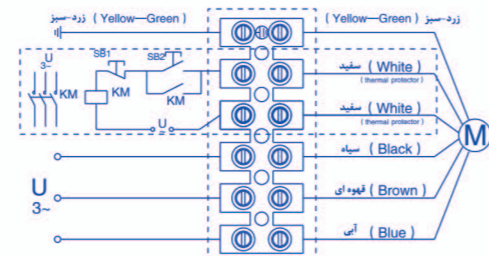 (Yellow—Green) زرد-سبز
(Yellow—Green) زرد-سبز
U
3~
KM
SB1
SB2
KM
KM
U
~
سفید (White)
(thermal protector)
سفید (White)
(thermal protector)
M
سیاه (Black)
U
3~
قهوه ای (Brown)
آبی (Blue)